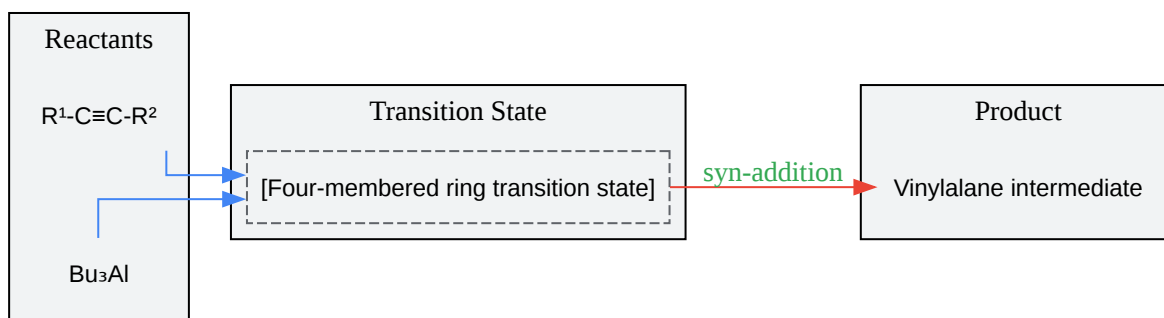 Reactants
R¹-C≡C-R²
Bu₃Al
Transition State
[Four-membered ring transition state]
syn-addition
Product
Vinylalane intermediate